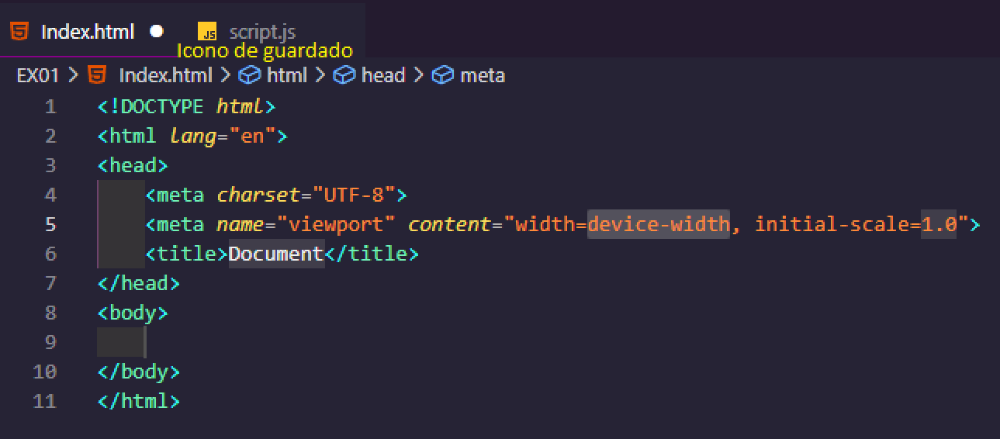 Index.html JS script.js
Icono de guardado
EX01 > Index.html > html > head > meta
1 <!DOCTYPE html>
2 <html lang="en">
3 <head>
4 <meta charset="UTF-8">
5 <meta name="viewport" content="width=device-width, initial-scale=1.0">
6 <title>Document</title>
7 </head>
8 <body>
9
10 </body>
11 </html>